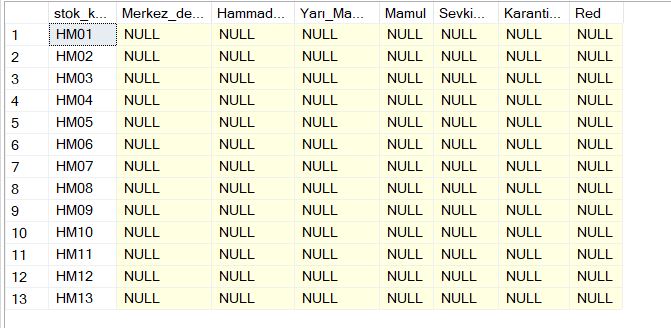 stok_k... Merkez_de... Hammad... Yarı_Ma... Mamul Sevki... Karanti... Red
1 HM01 NULL NULL NULL NULL NULL NULL NULL
2 HM02 NULL NULL NULL NULL NULL NULL NULL
3 HM03 NULL NULL NULL NULL NULL NULL NULL
4 HM04 NULL NULL NULL NULL NULL NULL NULL
5 HM05 NULL NULL NULL NULL NULL NULL NULL
6 HM06 NULL NULL NULL NULL NULL NULL NULL
7 HM07 NULL NULL NULL NULL NULL NULL NULL
8 HM08 NULL NULL NULL NULL NULL NULL NULL
9 HM09 NULL NULL NULL NULL NULL NULL NULL
10 HM10 NULL NULL NULL NULL NULL NULL NULL
11 HM11 NULL NULL NULL NULL NULL NULL NULL
12 HM12 NULL NULL NULL NULL NULL NULL NULL
13 HM13 NULL NULL NULL NULL NULL NULL NULL